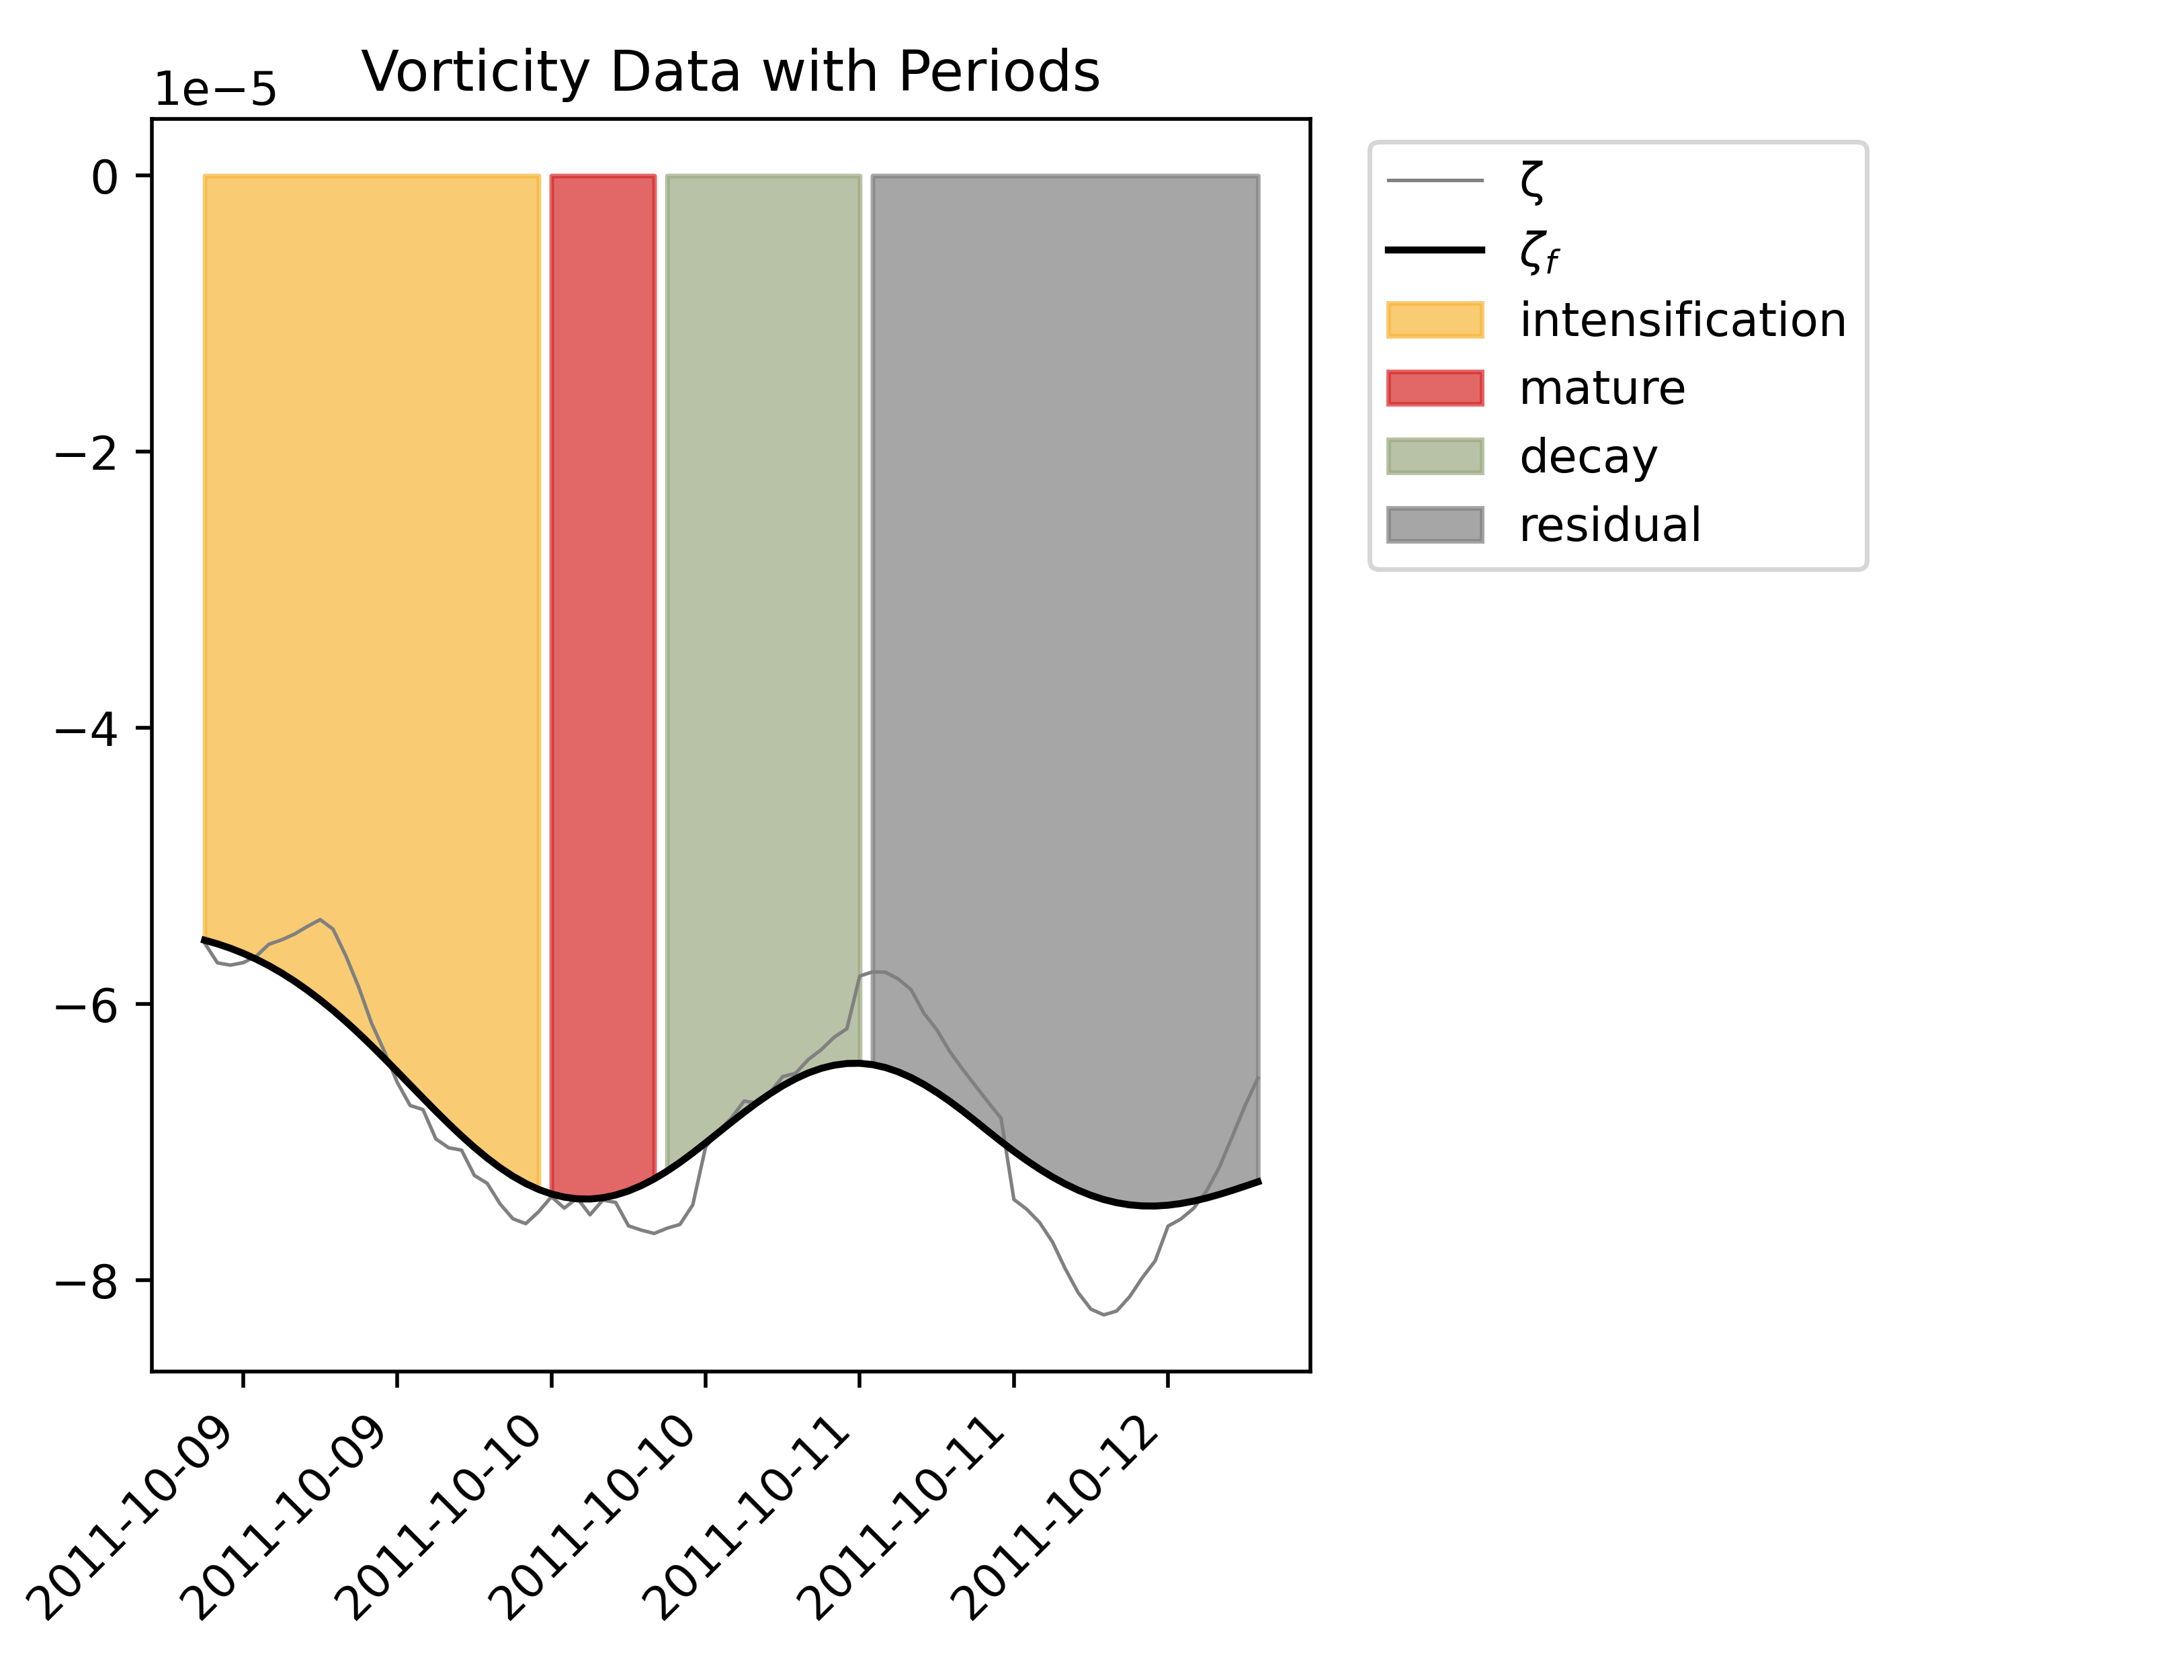 Vorticity Data with Periods
1e−5
0
−2
−4
−6
−8
2011-10-09
2011-10-09
2011-10-10
2011-10-10
2011-10-11
2011-10-11
2011-10-12
ζ
ζf
intensification
mature
decay
residual